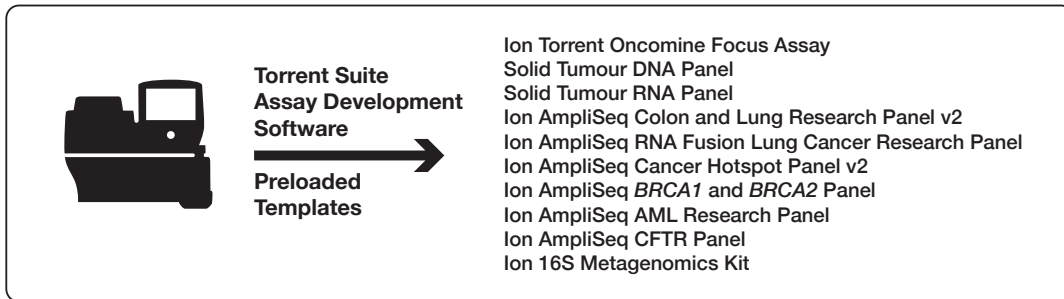 Torrent Suite
Assay Development
Software
Preloaded
Templates
Ion Torrent Oncomine Focus Assay
Solid Tumour DNA Panel
Solid Tumour RNA Panel
Ion AmpliSeq Colon and Lung Research Panel v2
Ion AmpliSeq RNA Fusion Lung Cancer Research Panel
Ion AmpliSeq Cancer Hotspot Panel v2
Ion AmpliSeq BRCA1 and BRCA2 Panel
Ion AmpliSeq AML Research Panel
Ion AmpliSeq CFTR Panel
Ion 16S Metagenomics Kit